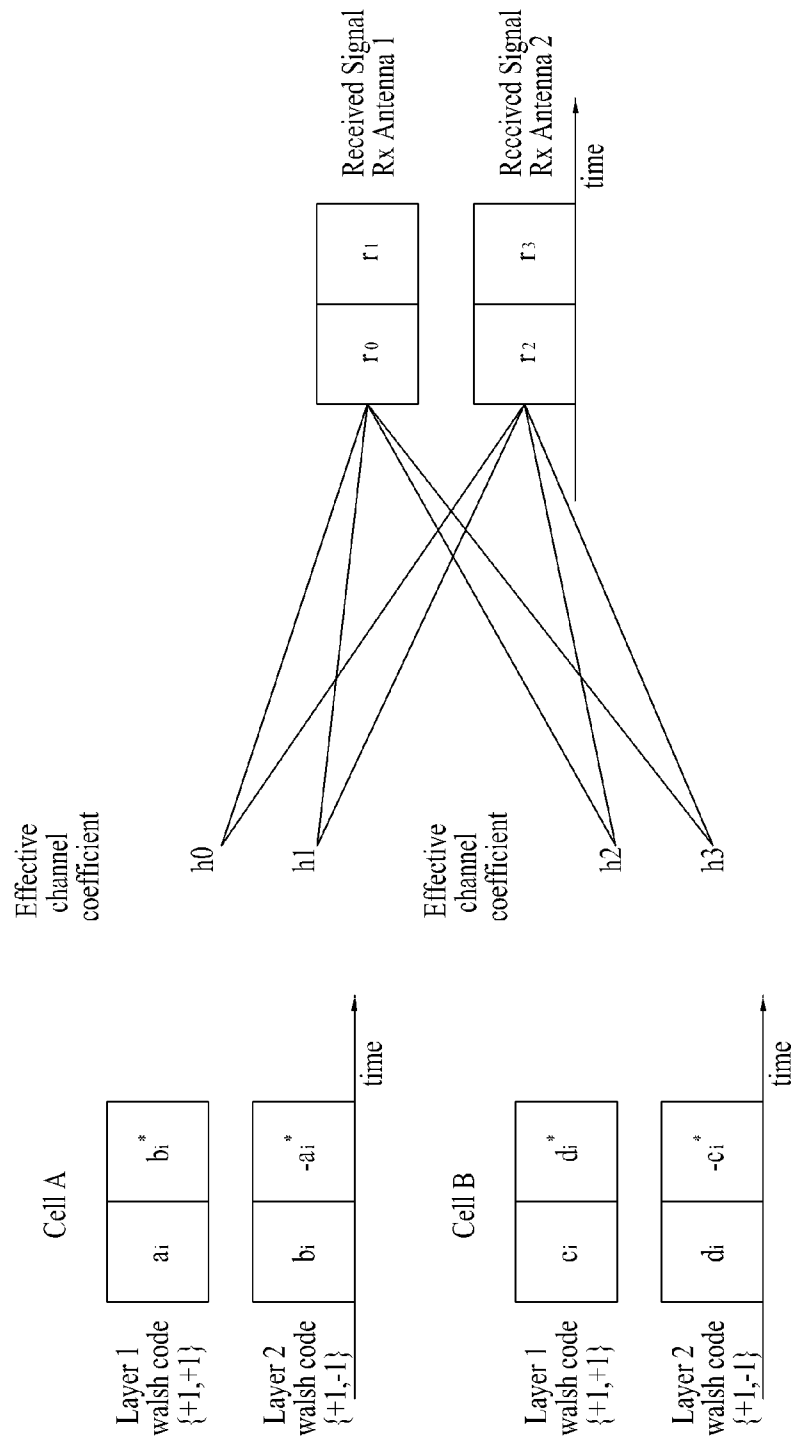 Cell A
Layer 1
walsh code
{+1,+1}
ai
bi*
Layer 2
walsh code
{+1,-1}
bi
-ai*
time
Cell B
Layer 1
walsh code
{+1,+1}
ci
di*
Layer 2
walsh code
{+1,-1}
di
-ci*
time
Effective
channel
coefficient
h0
h1
Effective
channel
coefficient
h2
h3
r0
r1
Received Signal
Rx Antenna 1
r2
r3
Received Signal
Rx Antenna 2
time